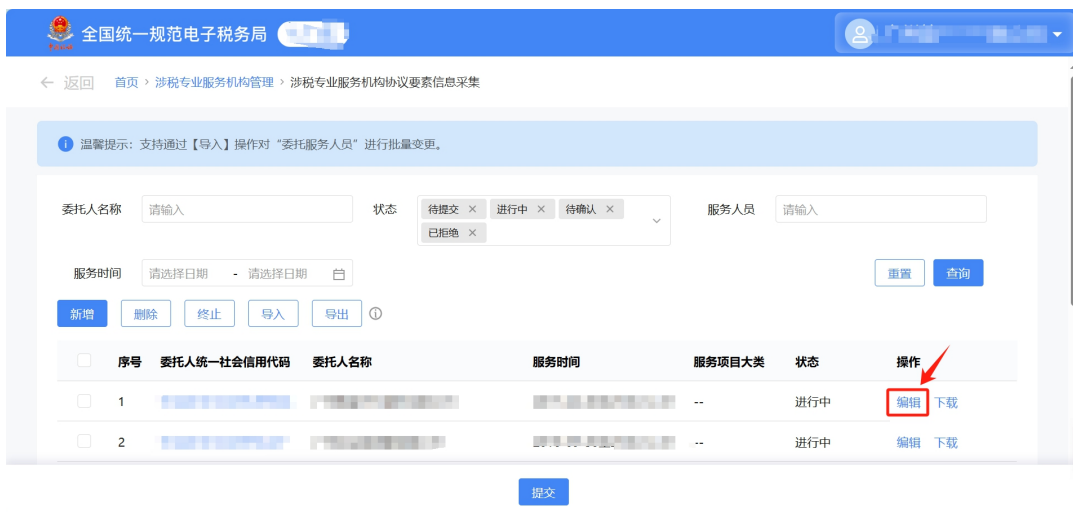 全国统一规范电子税务局
← 返回 首页 > 涉税专业服务机构管理 > 涉税专业服务机构协议要素信息采集
温馨提示：支持通过【导入】操作对“委托服务人员”进行批量变更。
委托人名称 请输入 状态 待提交 × 进行中 × 待确认 × 服务人员 请输入
已拒绝 ×
服务时间 请选择日期 - 请选择日期 重置 查询
新增 删除 终止 导入 导出
序号 委托人统一社会信用代码 委托人名称 服务时间 服务项目大类 状态 操作
1 -- 进行中 编辑 下载
2 -- 进行中 编辑 下载
提交